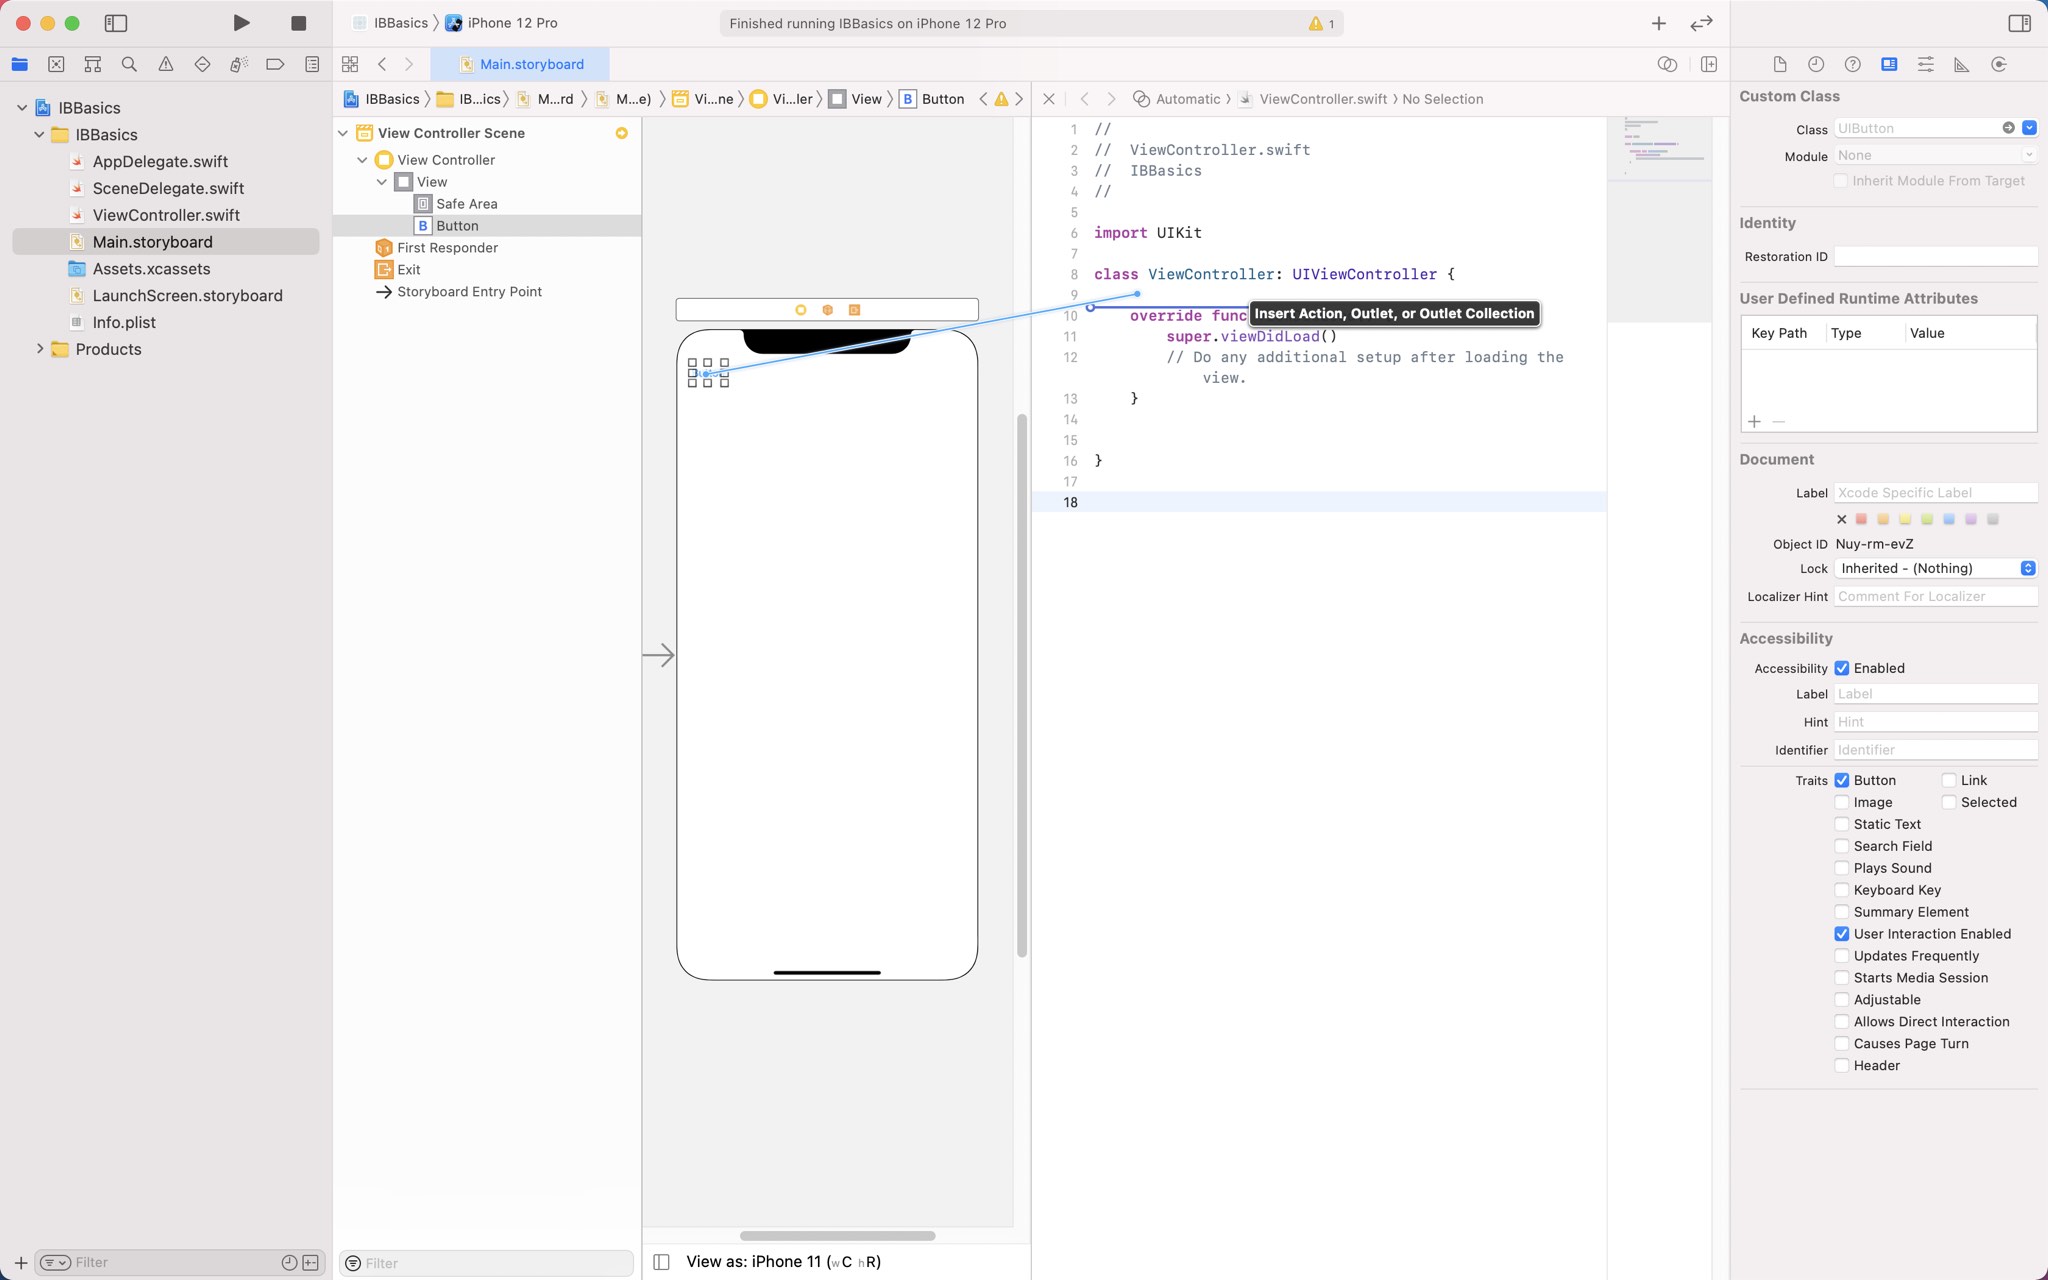 IBBasics
iPhone 12 Pro
Finished running IBBasics on iPhone 12 Pro
1
Main.storyboard
IBBasics
IBBasics
AppDelegate.swift
SceneDelegate.swift
ViewController.swift
Main.storyboard
Assets.xcassets
LaunchScreen.storyboard
Info.plist
Products
Filter
IBBasics
IB...ics
M...rd
M...e)
Vi...ne
Vi...ler
View
B Button
View Controller Scene
View Controller
View
Safe Area
B Button
First Responder
Exit
Storyboard Entry Point
Filter
View as: iPhone 11 (wC hR)
Automatic
ViewController.swift
No Selection
1 //
2 //  ViewController.swift
3 //  IBBasics
4 //
5
6 import UIKit
7
8 class ViewController: UIViewController {
9
10 override func
Insert Action, Outlet, or Outlet Collection
11 super.viewDidLoad()
12 // Do any additional setup after loading the
view.
13 }
14
15
16 }
17
18
Custom Class
Class UIButton
Module None
Inherit Module From Target
Identity
Restoration ID
User Defined Runtime Attributes
Key Path Type Value
Document
Label Xcode Specific Label
Object ID Nuy-rm-evZ
Lock Inherited - (Nothing)
Localizer Hint Comment For Localizer
Accessibility
Accessibility Enabled
Label Label
Hint Hint
Identifier Identifier
Traits Button Link
Image Selected
Static Text
Search Field
Plays Sound
Keyboard Key
Summary Element
User Interaction Enabled
Updates Frequently
Starts Media Session
Adjustable
Allows Direct Interaction
Causes Page Turn
Header